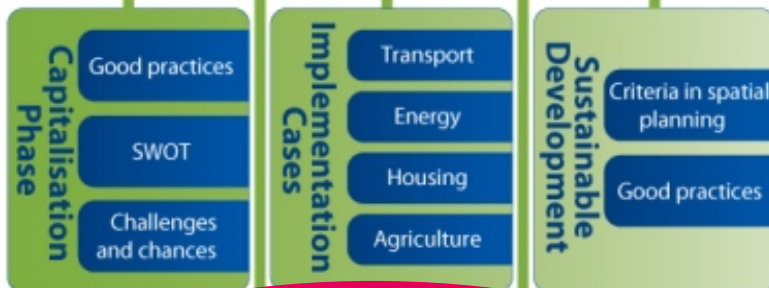 Capitalisation
Phase
Good practices
SWOT
Challenges
and chances
Implementation
Cases
Transport
Energy
Housing
Agriculture
Sustainable
Development
Criteria in spatial
planning
Good practices